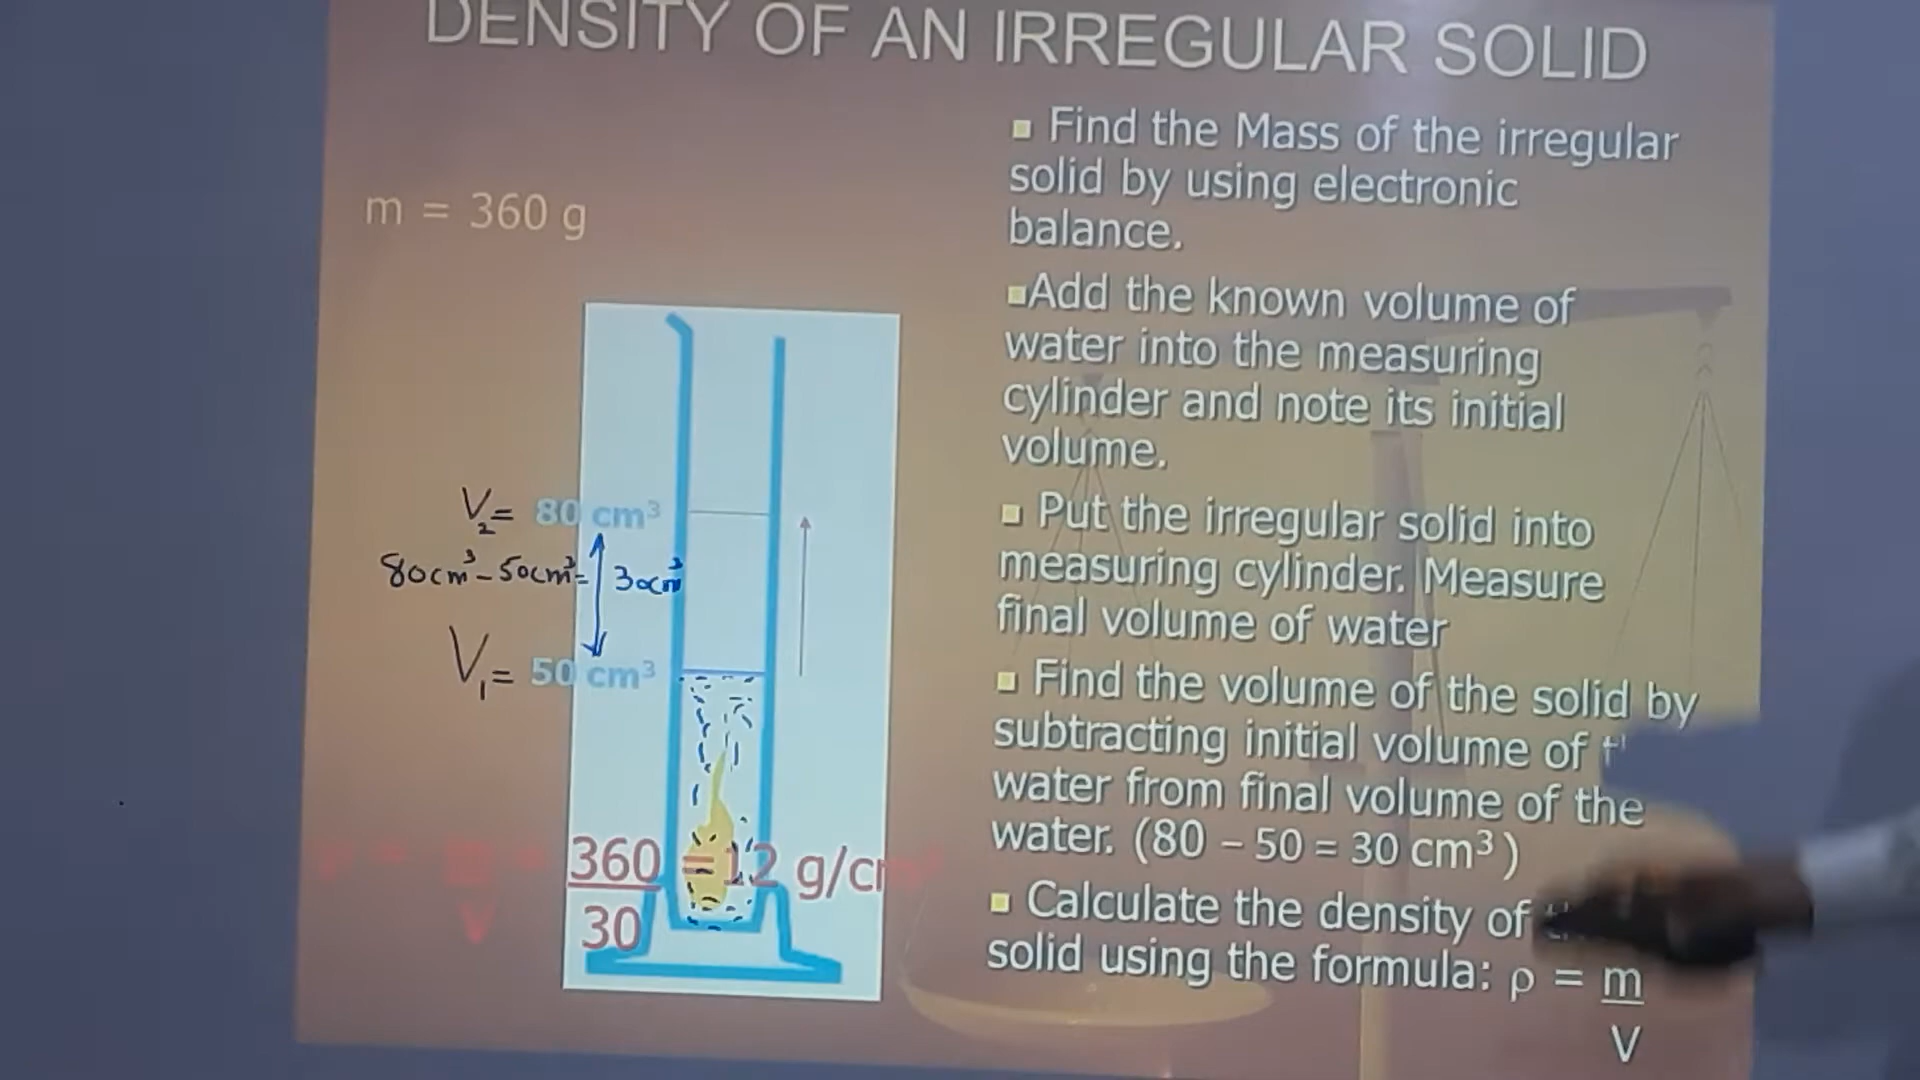 DENSITY OF AN IRREGULAR SOLID
m = 360 g
V₂= 80 cm³
80cm³-50cm³= 30cm³
V₁= 50 cm³
m
360 =12 g/c
V
30
▪ Find the Mass of the irregular
solid by using electronic
balance.
▪Add the known volume of
water into the measuring
cylinder and note its initial
volume.
▪ Put the irregular solid into
measuring cylinder. Measure
final volume of water
▪ Find the volume of the solid by
subtracting initial volume of
water from final volume of the
water. (80 – 50 = 30 cm³)
▪ Calculate the density of
solid using the formula: ρ = m
V